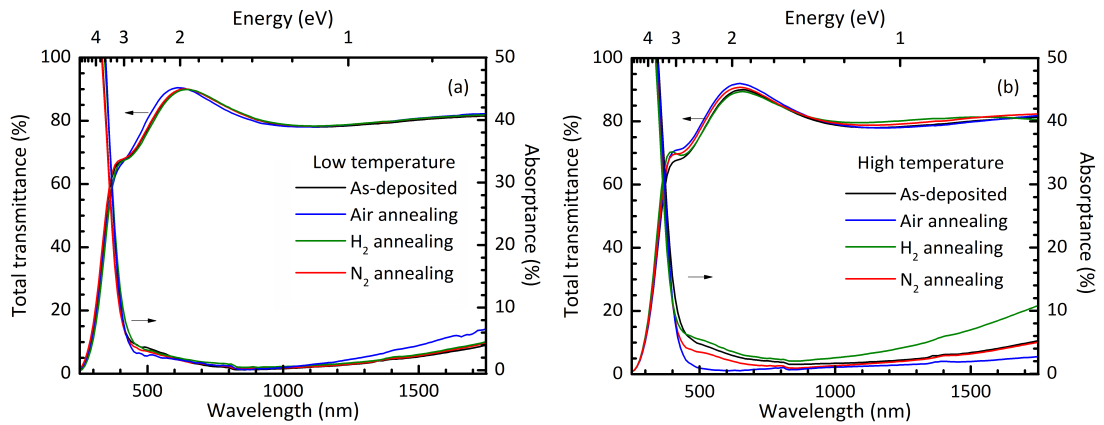 Energy (eV)
4 3 2 1
100 50
(a)
80 40
Low temperature
60 30
As-deposited
Air annealing
40 20
H2 annealing
N2 annealing
20 10
0 0
500 1000 1500
Wavelength (nm)
Total transmittance (%)
Absorptance (%)
Energy (eV)
4 3 2 1
100 50
(b)
80 40
High temperature
60 30
As-deposited
Air annealing
40 20
H2 annealing
N2 annealing
20 10
0 0
500 1000 1500
Wavelength (nm)
Total transmittance (%)
Absorptance (%)